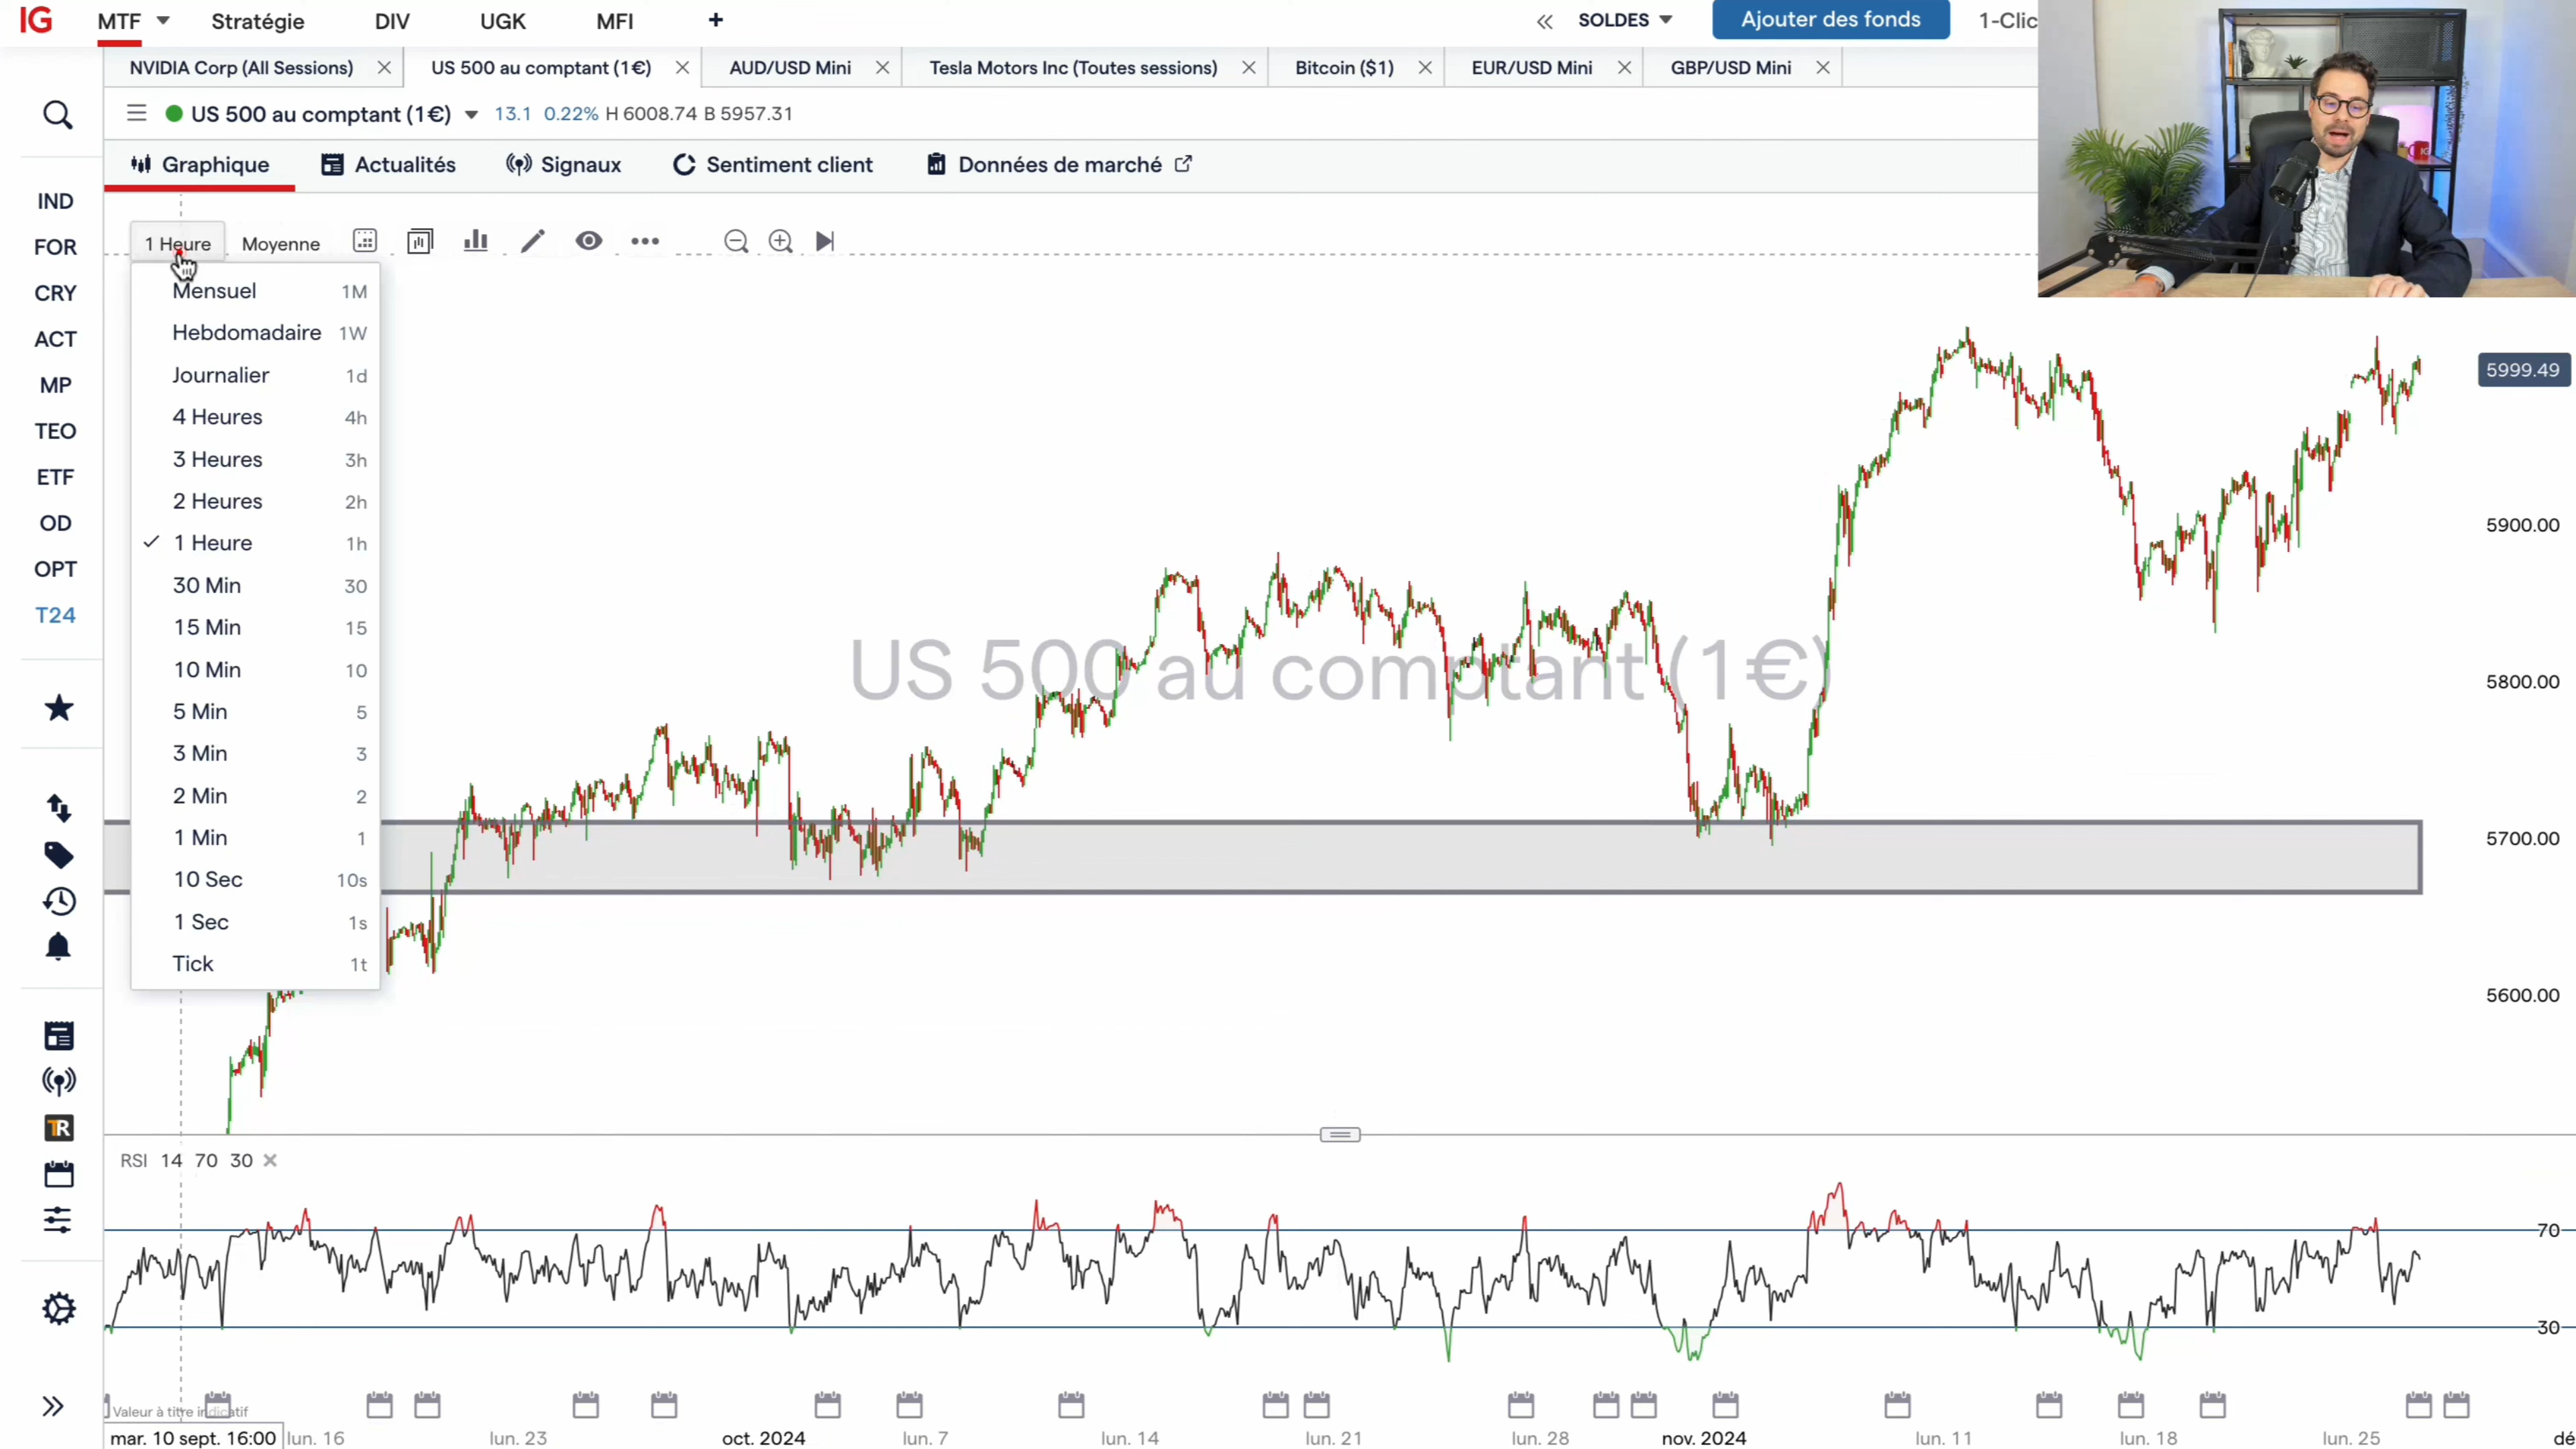 IG MTF Stratégie DIV UGK MFI + SOLDES Ajouter des fonds 1-Clic
NVIDIA Corp (All Sessions) US 500 au comptant (1€) AUD/USD Mini Tesla Motors Inc (Toutes sessions) Bitcoin ($1) EUR/USD Mini GBP/USD Mini
US 500 au comptant (1€) 13.1 0.22% H 6008.74 B 5957.31
Graphique Actualités Signaux Sentiment client Données de marché
IND
FOR
CRY
ACT
MP
TEO
ETF
OD
OPT
T24
TR
1 Heure Moyenne
Mensuel 1M
Hebdomadaire 1W
Journalier 1d
4 Heures 4h
3 Heures 3h
2 Heures 2h
1 Heure 1h
30 Min 30
15 Min 15
10 Min 10
5 Min 5
3 Min 3
2 Min 2
1 Min 1
10 Sec 10s
1 Sec 1s
Tick 1t
US 500 au comptant (1€)
5999.49
5900.00
5800.00
5700.00
5600.00
RSI 14 70 30
70
30
Valeur à titre indicatif
mar. 10 sept. 16:00 lun. 16 lun. 23 oct. 2024 lun. 7 lun. 14 lun. 21 lun. 28 nov. 2024 lun. 11 lun. 18 lun. 25 dé